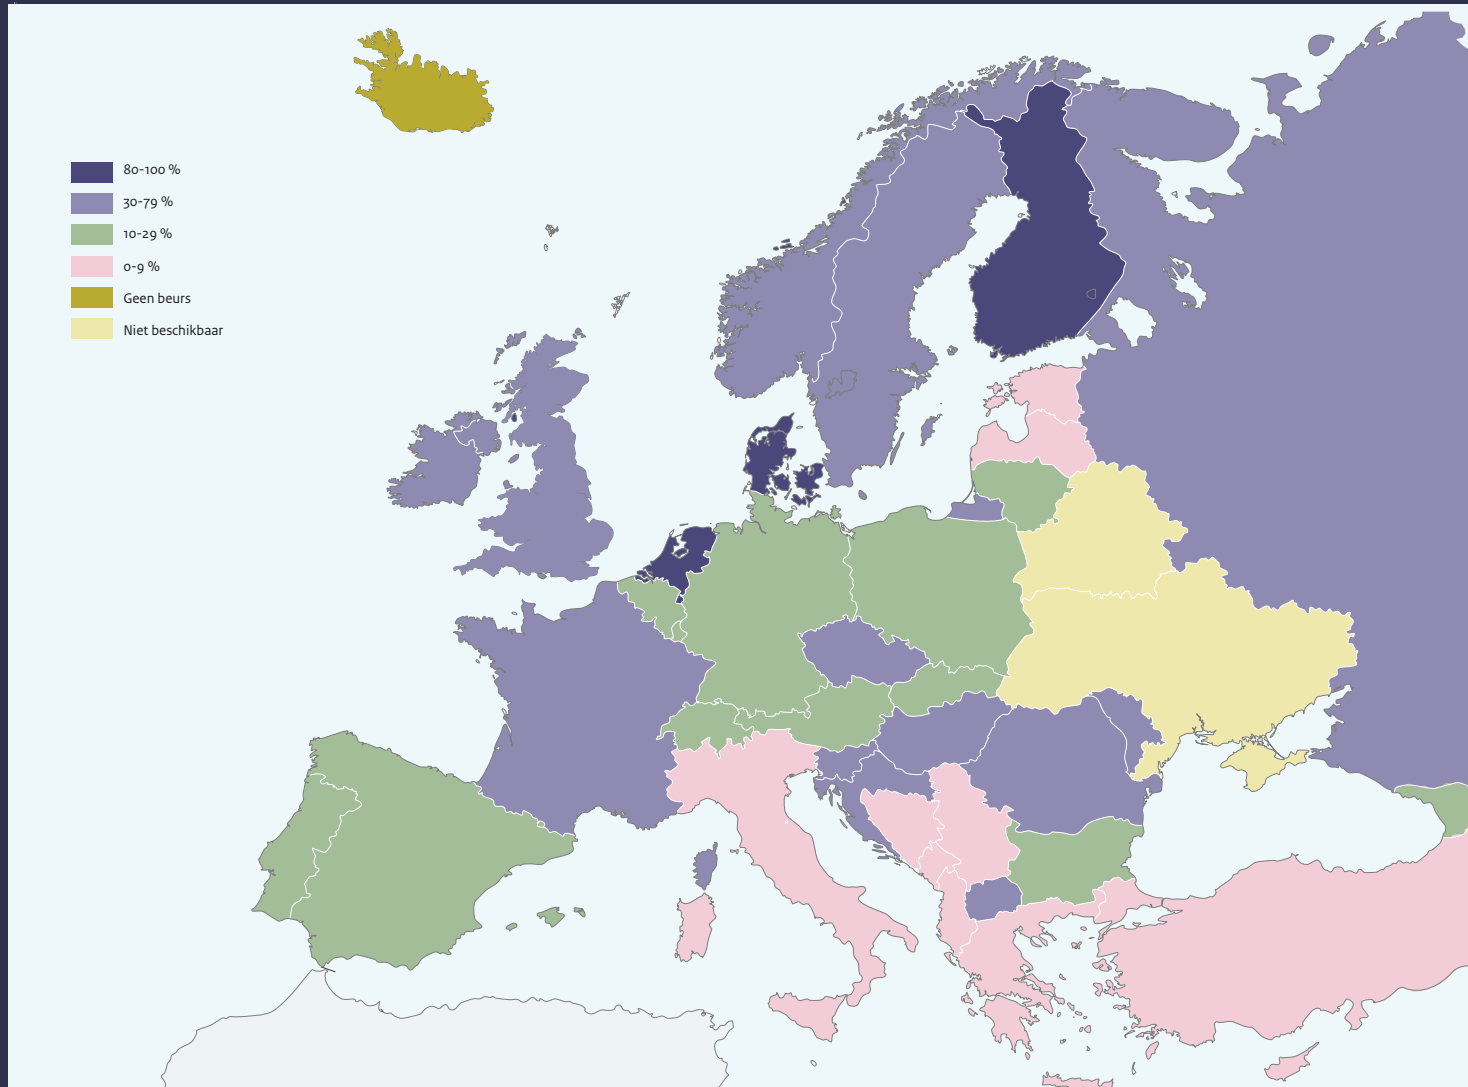 80-100 %
30-79 %
10-29 %
0-9 %
Geen beurs
Niet beschikbaar